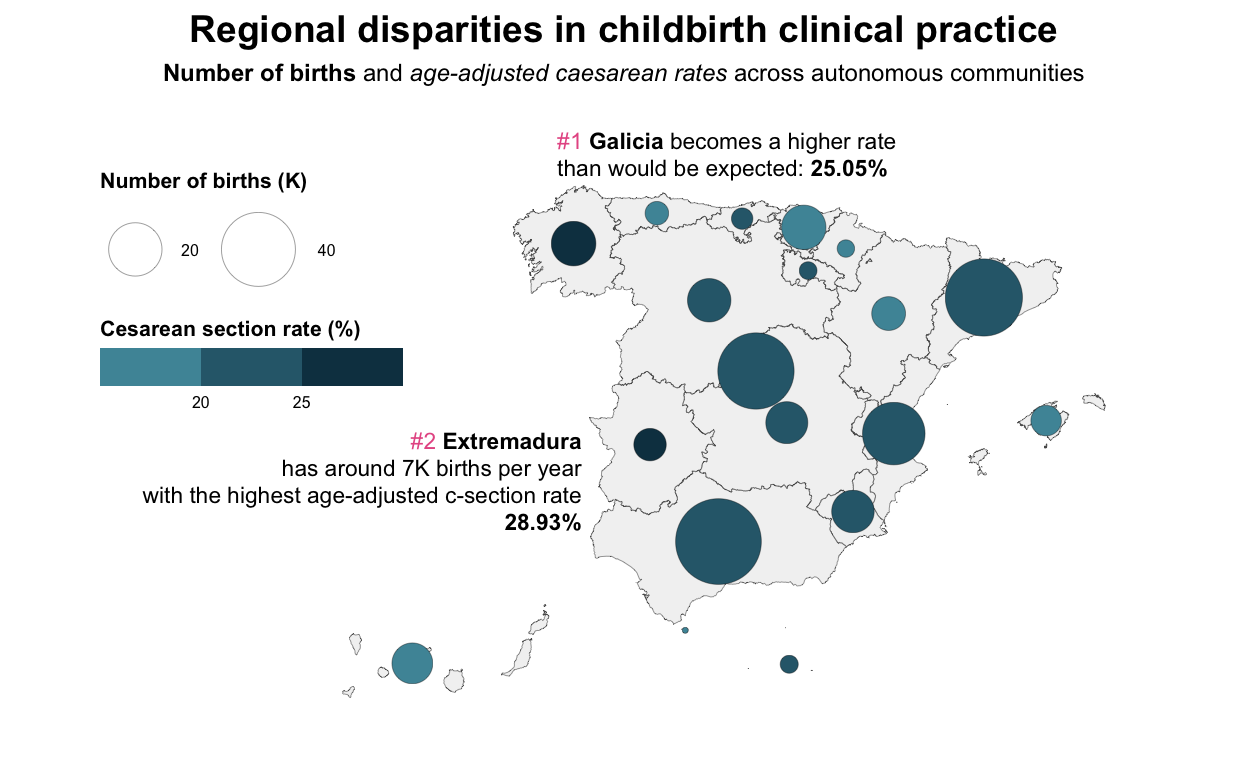 Regional disparities in childbirth clinical practice
Number of births and age-adjusted caesarean rates across autonomous communities
#1 Galicia becomes a higher rate
than would be expected: 25.05%
Number of births (K)
20
40
Cesarean section rate (%)
20
25
#2 Extremadura
has around 7K births per year
with the highest age-adjusted c-section rate
28.93%